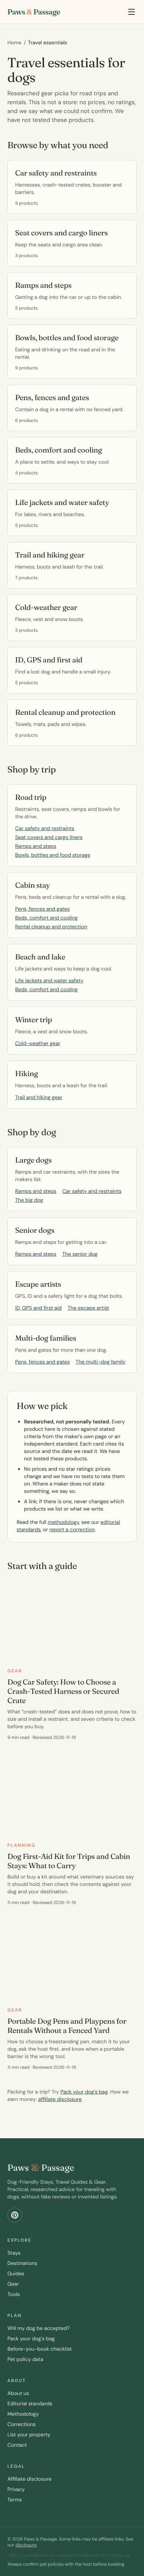 Paws & Passage
Home / Travel essentials
Travel essentials for
dogs
Researched gear picks for road trips and
rentals. This is not a store: no prices, no ratings,
and we say what we could not confirm. We
have not tested these products.
Browse by what you need
Car safety and restraints
Harnesses, crash-tested crates, booster and
barriers.
9 products
Seat covers and cargo liners
Keep the seats and cargo area clean.
3 products
Ramps and steps
Getting a dog into the car or up to the cabin.
5 products
Bowls, bottles and food storage
Eating and drinking on the road and in the
rental.
9 products
Pens, fences and gates
Contain a dog in a rental with no fenced yard.
6 products
Beds, comfort and cooling
A place to settle, and ways to stay cool.
4 products
Life jackets and water safety
For lakes, rivers and beaches.
5 products
Trail and hiking gear
Harness, boots and leash for the trail.
7 products
Cold-weather gear
Fleece, vest and snow boots.
3 products
ID, GPS and first aid
Find a lost dog and handle a small injury.
5 products
Rental cleanup and protection
Towels, mats, pads and wipes.
6 products
Shop by trip
Road trip
Restraints, seat covers, ramps and bowls for
the drive.
Car safety and restraints
Seat covers and cargo liners
Ramps and steps
Bowls, bottles and food storage
Cabin stay
Pens, beds and cleanup for a rental with a dog.
Pens, fences and gates
Beds, comfort and cooling
Rental cleanup and protection
Beach and lake
Life jackets and ways to keep a dog cool.
Life jackets and water safety
Beds, comfort and cooling
Winter trip
Fleece, a vest and snow boots.
Cold-weather gear
Hiking
Harness, boots and a leash for the trail.
Trail and hiking gear
Shop by dog
Large dogs
Ramps and car restraints, with the sizes the
makers list.
Ramps and steps Car safety and restraints
The big dog
Senior dogs
Ramps and steps for getting into a car.
Ramps and steps The senior dog
Escape artists
GPS, ID and a safety light for a dog that bolts.
ID, GPS and first aid The escape artist
Multi-dog families
Pens and gates for more than one dog.
Pens, fences and gates The multi-dog family
How we pick
• Researched, not personally tested. Every
product here is chosen against stated
criteria from the maker's own page or an
independent standard. Each card cites its
source and the date we read it. We have
not tested these products.
• No prices and no star ratings: prices
change and we have no tests to rate them
on. Where a maker does not state
something, we say so.
• A link, if there is one, never changes which
products we list or what we write.
Read the full methodology, see our editorial
standards, or report a correction.
Start with a guide
GEAR
Dog Car Safety: How to Choose a
Crash-Tested Harness or Secured
Crate
What "crash-tested" does and does not prove, how to
size and install a restraint, and seven criteria to check
before you buy.
9 min read · Reviewed 2026-11-19
PLANNING
Dog First-Aid Kit for Trips and Cabin
Stays: What to Carry
Build or buy a kit around what veterinary sources say
to carry, then check the contents against your
dog and your destination.
11 min read · Reviewed 2026-11-19
GEAR
Portable Dog Pens and Playpens for
Rentals Without a Fenced Yard
How to choose a freestanding pen, match it to your
dog, ask the host first, and know when a portable
barrier is the wrong tool.
11 min read · Reviewed 2026-11-19
Packing for a trip? Try Pack your dog's bag. How we
earn money: affiliate disclosure.
Paws & Passage
Dog-Friendly Stays, Travel Guides & Gear.
Practical, researched advice for traveling with
dogs, without fake reviews or invented listings.
EXPLORE
Stays
Destinations
Guides
Gear
Tools
PLAN
Will my dog be accepted?
Pack your dog's bag
Before-you-book checklist
Pet policy data
ABOUT
About us
Editorial standards
Methodology
Corrections
List your property
Contact
LEGAL
Affiliate disclosure
Privacy
Terms
© 2026 Paws & Passage. Some links may be affiliate links. See
our disclosure.
Always confirm pet policies with the host before booking.